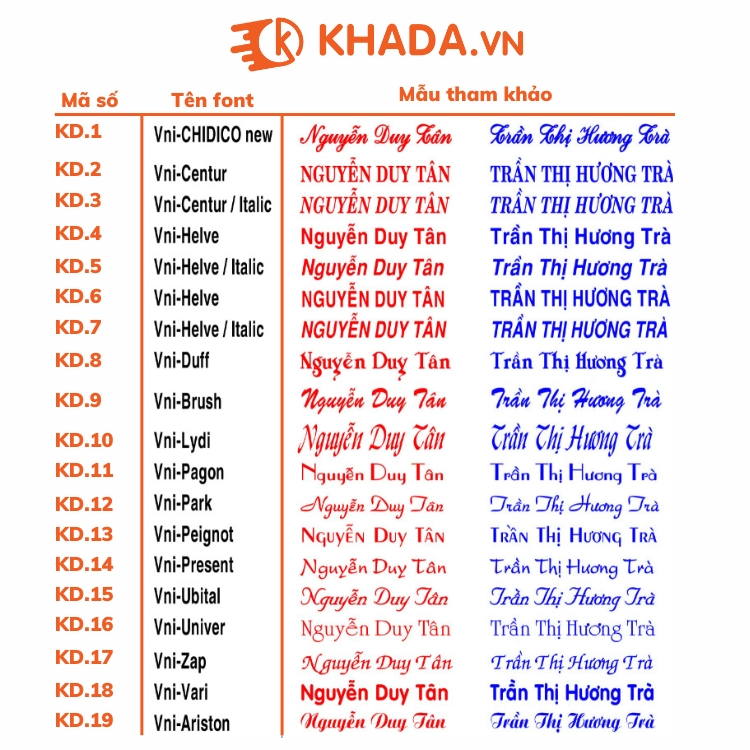 KHADA.VN
Mã số Tên font Mẫu tham khảo
KD.1 Vni-CHIDICO new Nguyễn Duy Tân Trần Thị Hương Trà
KD.2 Vni-Centur NGUYỄN DUY TÂN TRẦN THỊ HƯƠNG TRÀ
KD.3 Vni-Centur / Italic NGUYỄN DUY TÂN TRẦN THỊ HƯƠNG TRÀ
KD.4 Vni-Helve Nguyễn Duy Tân Trần Thị Hương Trà
KD.5 Vni-Helve / Italic Nguyễn Duy Tân Trần Thị Hương Trà
KD.6 Vni-Helve NGUYỄN DUY TÂN TRẦN THỊ HƯƠNG TRÀ
KD.7 Vni-Helve / Italic NGUYỄN DUY TÂN TRẦN THỊ HƯƠNG TRÀ
KD.8 Vni-Duff Nguyễn Duy Tân Trần Thị Hương Trà
KD.9 Vni-Brush Nguyễn Duy Tân Trần Thị Hương Trà
KD.10 Vni-Lydi Nguyễn Duy Tân Trần Thị Hương Trà
KD.11 Vni-Pagon Nguyễn Duy Tân Trần Thị Hương Trà
KD.12 Vni-Park Nguyễn Duy Tân Trần Thị Hương Trà
KD.13 Vni-Peignot Nguyễn Duy Tân Trần Thị Hương Trà
KD.14 Vni-Present Nguyễn Duy Tân Trần Thị Hương Trà
KD.15 Vni-Ubital Nguyễn Duy Tân Trần Thị Hương Trà
KD.16 Vni-Univer Nguyễn Duy Tân Trần Thị Hương Trà
KD.17 Vni-Zap Nguyễn Duy Tân Trần Thị Hương Trà
KD.18 Vni-Vari Nguyễn Duy Tân Trần Thị Hương Trà
KD.19 Vni-Ariston Nguyễn Duy Tân Trần Thị Hương Trà